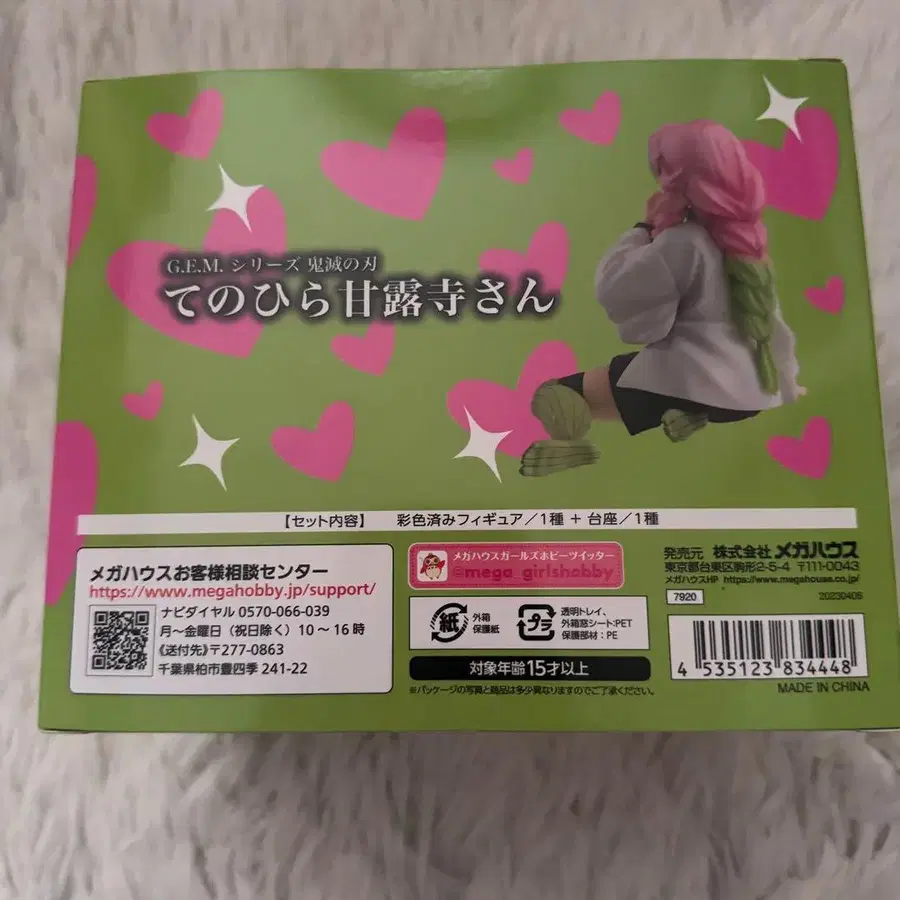 G.E.M. シリーズ 鬼滅の刃
てのひら甘露寺さん
【セット内容】 彩色済みフィギュア／1種 + 台座／1種
メガハウスお客様相談センター
https://www.megahobby.jp/support/
ナビダイヤル 0570-066-039
月～金曜日（祝日除く）10～16時
《送付先》〒277-0863
千葉県柏市豊四季 241-22
メガハウスガールズホビーツイッター
@mega_girlshobby
紙
外箱
保護紙
プラ
透明トレイ、
外箱窓シート:PET
保護部材:PE
対象年齢15才以上
※パッケージの写真と商品は多少異なりますのでご了承ください。
発売元 株式会社 メガハウス
東京都台東区駒形2-5-4 〒111-0043
メガハウスHP https://www.megahouse.co.jp/
7920
20230406
4 535123 834448
MADE IN CHINA